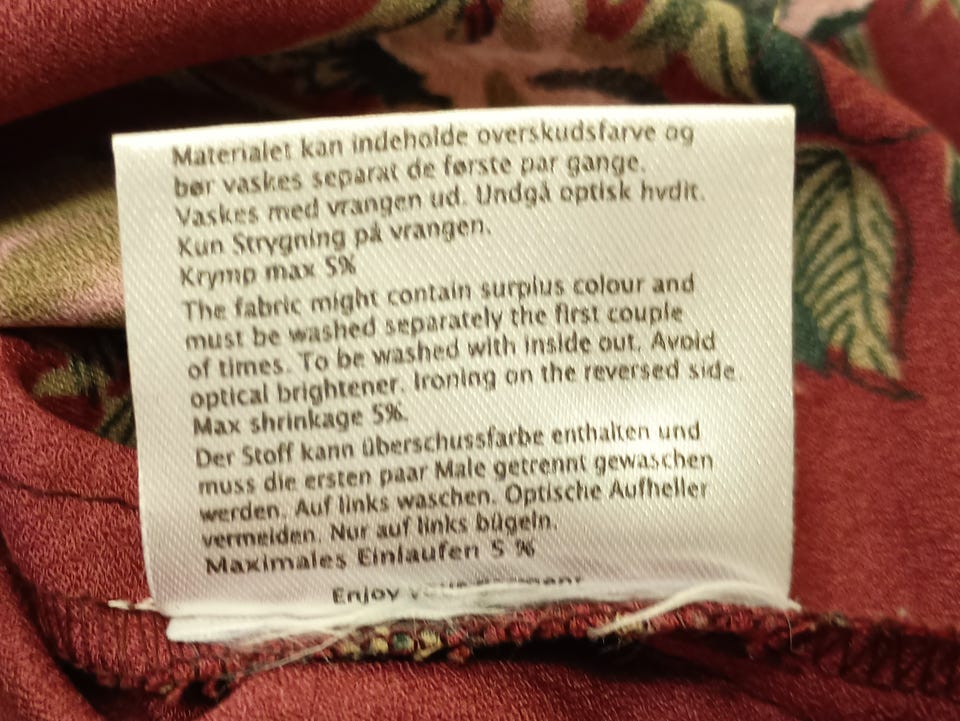 Materialet kan indeholde overskudsfarve og
bør vaskes separat de første par gange.
Vaskes med vrangen ud. Undgå optisk hvdit.
Kun Strygning på vrangen.
Krymp max 5%
The fabric might contain surplus colour and
must be washed separately the first couple
of times. To be washed with inside out. Avoid
optical brightener. Ironing on the reversed side.
Max shrinkage 5%.
Der Stoff kann überschussfarbe enthalten und
muss die ersten paar Male getrennt gewaschen
werden. Auf links waschen. Optische Aufheller
vermeiden. Nur auf links bügeln.
Maximales Einlaufen 5 %
Enjoy your garment